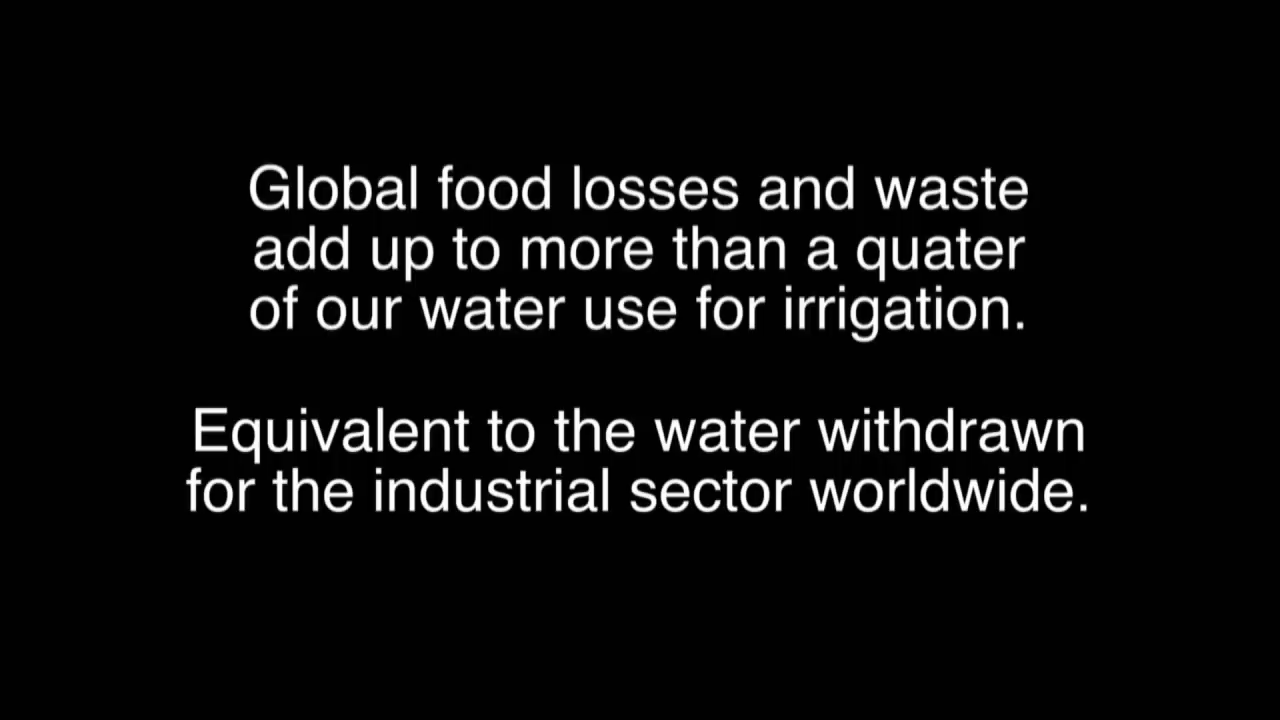 Global food losses and waste
add up to more than a quater
of our water use for irrigation.
Equivalent to the water withdrawn
for the industrial sector worldwide.